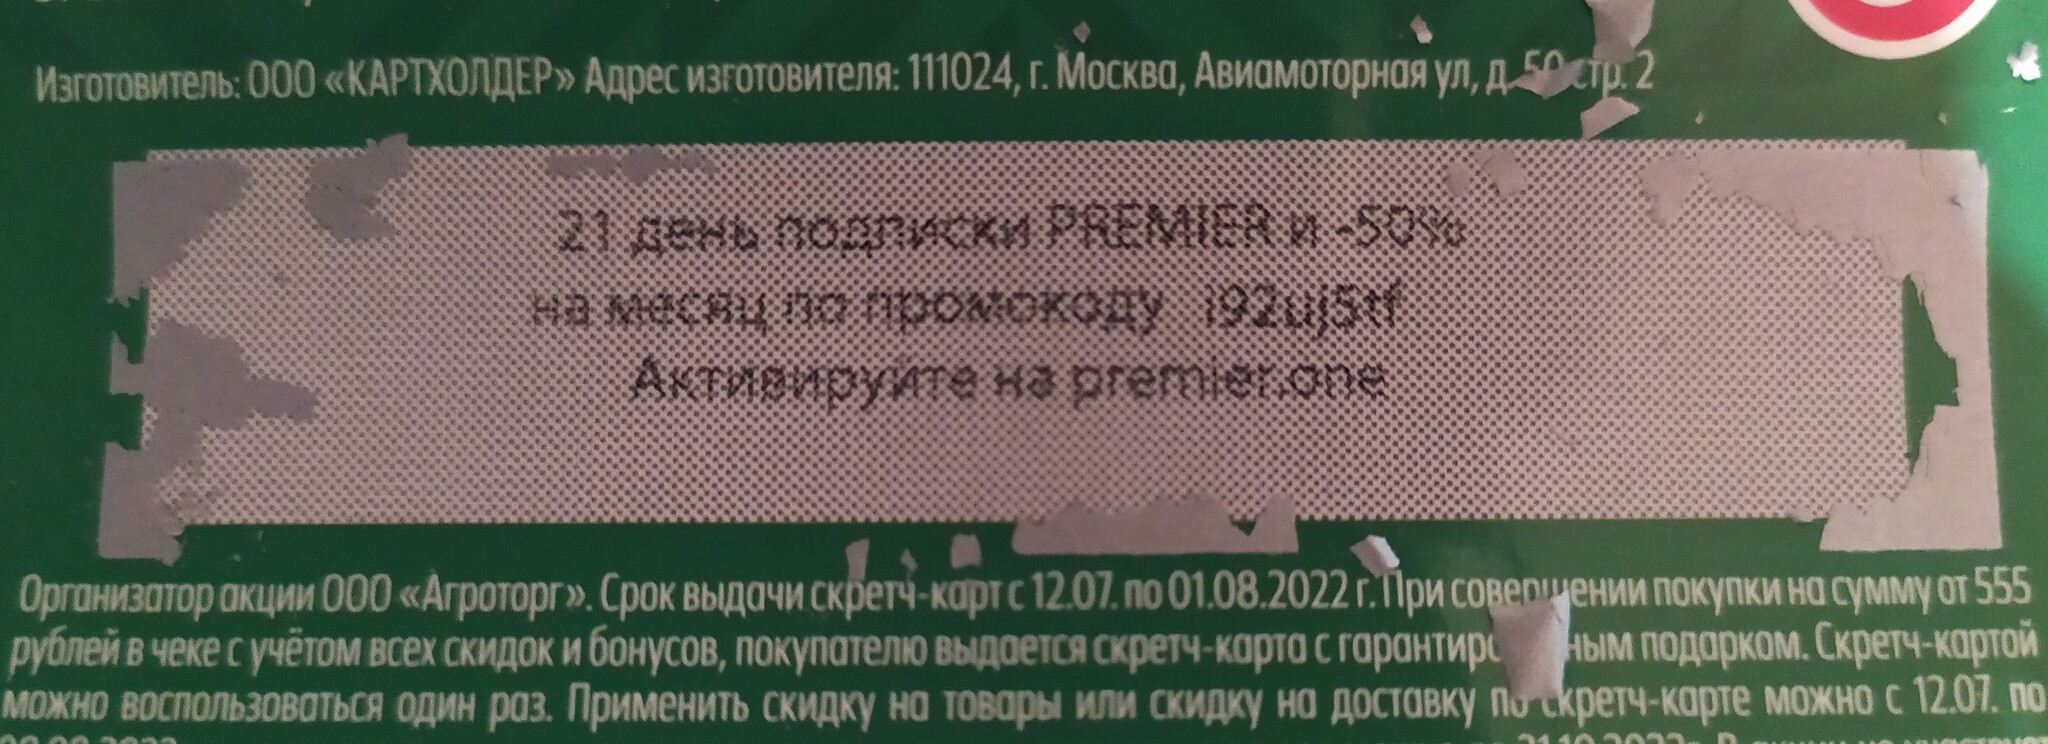 Изготовитель: ООО «КАРТХОЛДЕР» Адрес изготовителя: 111024, г. Москва, Авиамоторная ул, д. 50 стр. 2
21 день подписки PREMIER и -50%
на месяц по промокоду i92uj5tf
Активируйте на premier.one
Организатор акции ООО «Агроторг». Срок выдачи скретч-карт с 12.07. по 01.08.2022 г. При совершении покупки на сумму от 555
рублей в чеке с учётом всех скидок и бонусов, покупателю выдается скретч-карта с гарантированным подарком. Скретч-картой
можно воспользоваться один раз. Применить скидку на товары или скидку на доставку по скретч-карте можно с 12.07. по